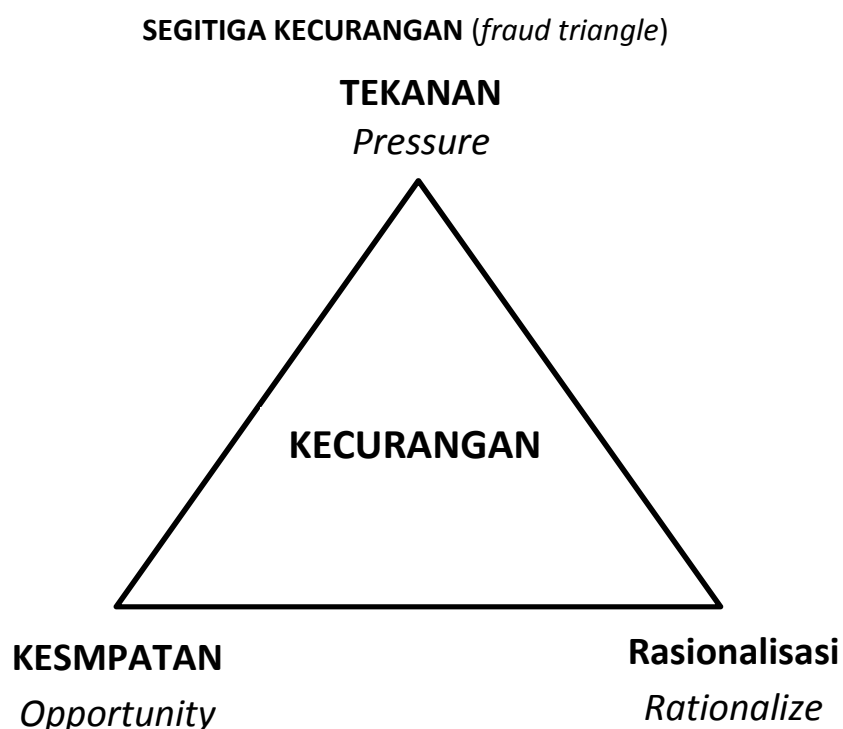 SEGITIGA KECURANGAN (fraud triangle)
TEKANAN
Pressure
KECURANGAN
KESMPATAN
Opportunity
Rasionalisasi
Rationalize